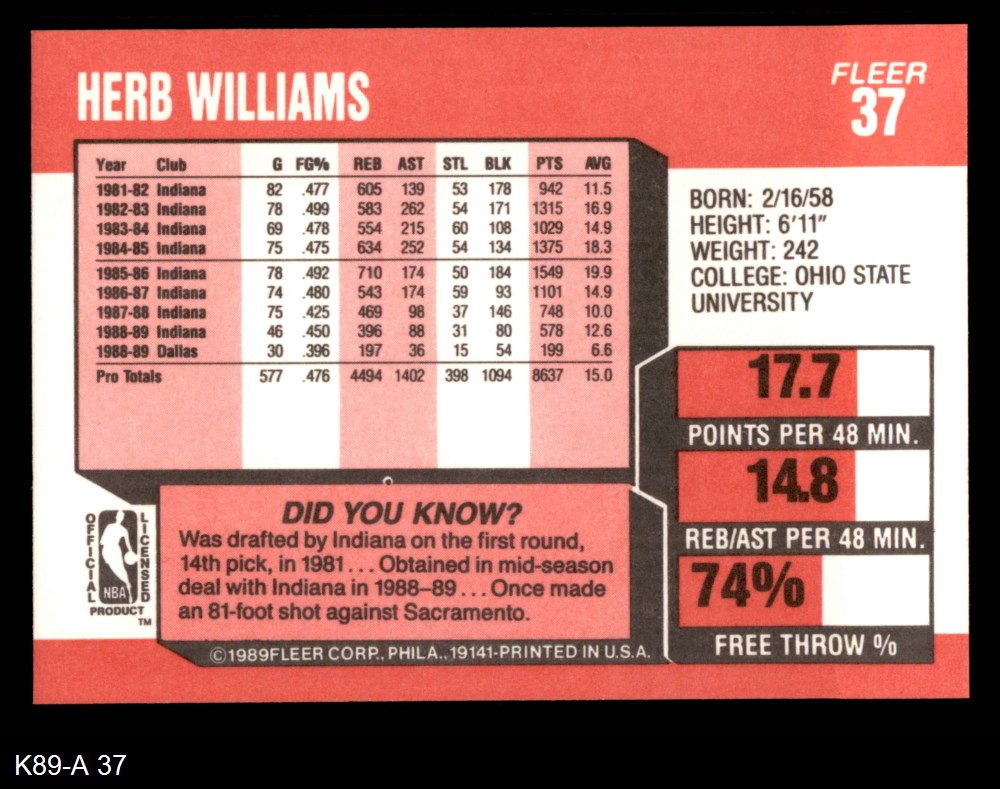 HERB WILLIAMS
FLEER
37
Year Club G FG% REB AST STL BLK PTS AVG
1981-82 Indiana 82 .477 605 139 53 178 942 11.5
1982-83 Indiana 78 .499 583 262 54 171 1315 16.9
1983-84 Indiana 69 .478 554 215 60 108 1029 14.9
1984-85 Indiana 75 .475 634 252 54 134 1375 18.3
1985-86 Indiana 78 .492 710 174 50 184 1549 19.9
1986-87 Indiana 74 .480 543 174 59 93 1101 14.9
1987-88 Indiana 75 .425 469 98 37 146 748 10.0
1988-89 Indiana 46 .450 396 88 31 80 578 12.6
1988-89 Dallas 30 .396 197 36 15 54 199 6.6
Pro Totals 577 .476 4494 1402 398 1094 8637 15.0
BORN: 2/16/58
HEIGHT: 6'11"
WEIGHT: 242
COLLEGE: OHIO STATE
UNIVERSITY
17.7
POINTS PER 48 MIN.
14.8
REB/AST PER 48 MIN.
74%
FREE THROW %
OFFICIAL
LICENSED
NBA
PRODUCT
TM
DID YOU KNOW?
Was drafted by Indiana on the first round,
14th pick, in 1981...Obtained in mid-season
deal with Indiana in 1988–89...Once made
an 81-foot shot against Sacramento.
©1989FLEER CORP., PHILA., 19141-PRINTED IN U.S.A.
K89-A 37